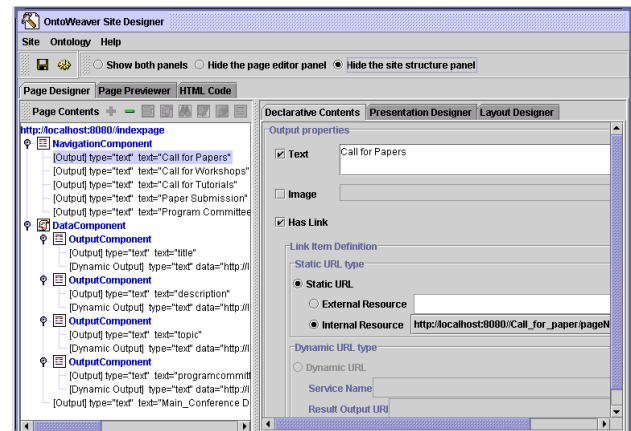 OntoWeaver Site Designer
Site Ontology Help
Show both panels Hide the page editor panel Hide the site structure panel
Page Designer Page Previewer HTML Code
Page Contents
Declarative Contents Presentation Designer Layout Designer
http://localhost:8080//indexpage
NavigationComponent
[Output] type="text" text="Call for Papers"
[Output] type="text" text="Call for Workshops"
[Output] type="text" text="Call for Tutorials"
[Output] type="text" text="Paper Submission"
[Output] type="text" text="Program Committee
DataComponent
OutputComponent
[Output] type="text" text="title"
[Dynamic Output] type="text" data="http://l
OutputComponent
[Output] type="text" text="description"
[Dynamic Output] type="text" data="http://l
OutputComponent
[Output] type="text" text="topic"
[Dynamic Output] type="text" data="http://l
OutputComponent
[Output] type="text" text="programcommitt
[Dynamic Output] type="text" data="http://l
[Output] type="text" text="Main_Conference D
Output properties
Text Call for Papers
Image
Has Link
Link Item Definition
Static URL type
Static URL
External Resource
Internal Resource http://localhost:8080//Call_for_paper/pageN
Dynamic URL type
Dynamic URL
Service Name
Result Output URI